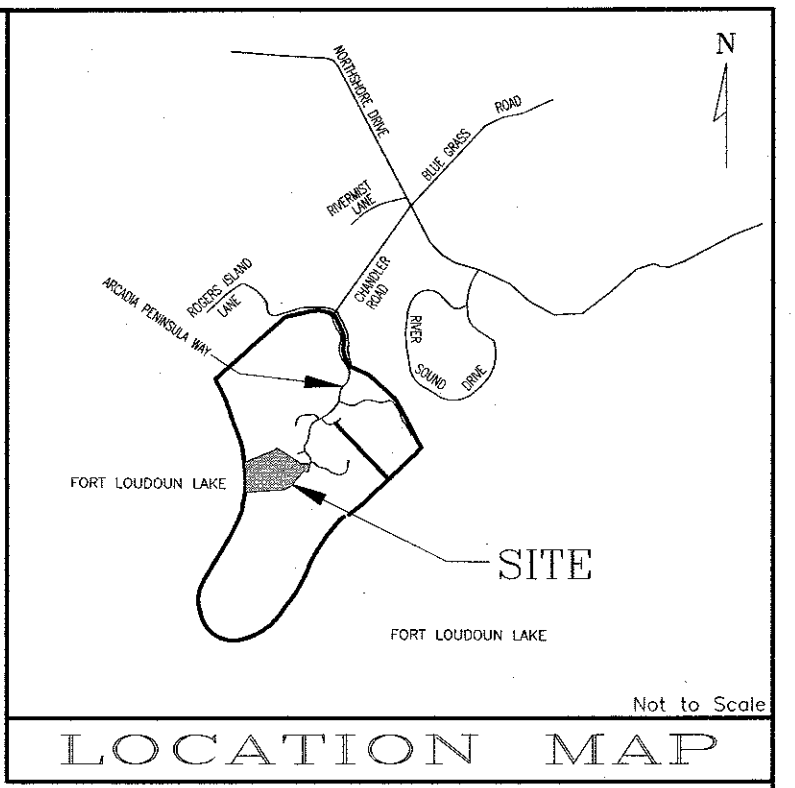 N
NORTHSHORE DRIVE
BLUE GRASS ROAD
RIVERMIST
LANE
CHANDLER
ROAD
ROGERS ISLAND
LANE
ARCADIA PENINSULA WAY
RIVER
SOUND
DRIVE
FORT LOUDOUN LAKE
SITE
FORT LOUDOUN LAKE
Not to Scale
LOCATION MAP